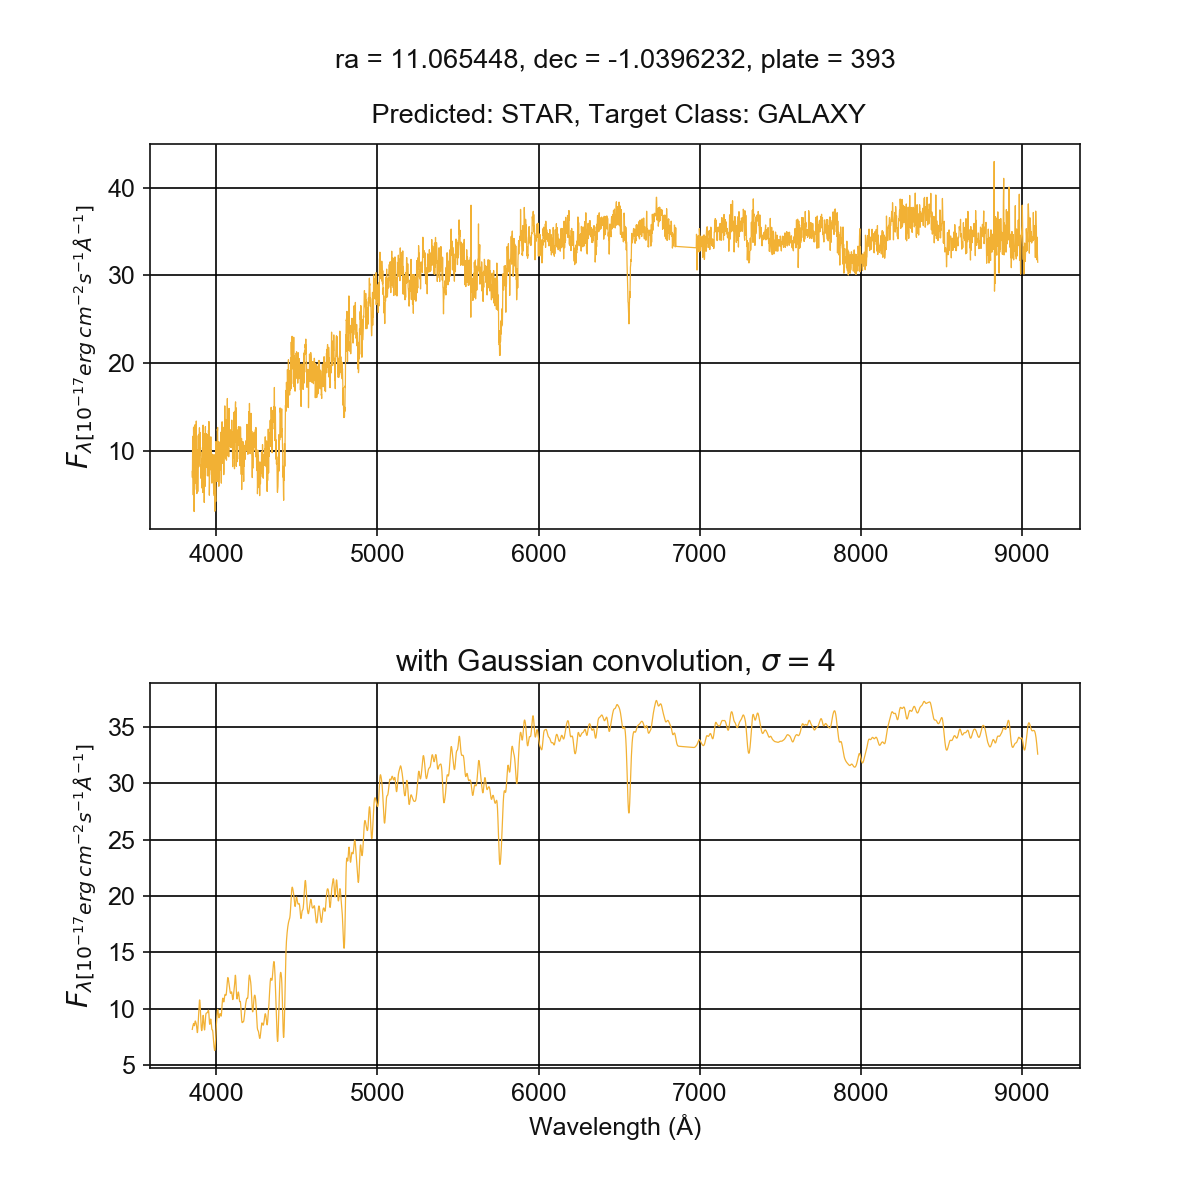 ra = 11.065448, dec = -1.0396232, plate = 393
Predicted: STAR, Target Class: GALAXY
F_λ[10^−17 erg cm^−2 s^−1 Å^−1]
40
30
20
10
4000 5000 6000 7000 8000 9000
with Gaussian convolution, σ = 4
F_λ[10^−17 erg cm^−2 s^−1 Å^−1]
35
30
25
20
15
10
5
4000 5000 6000 7000 8000 9000
Wavelength (Å)